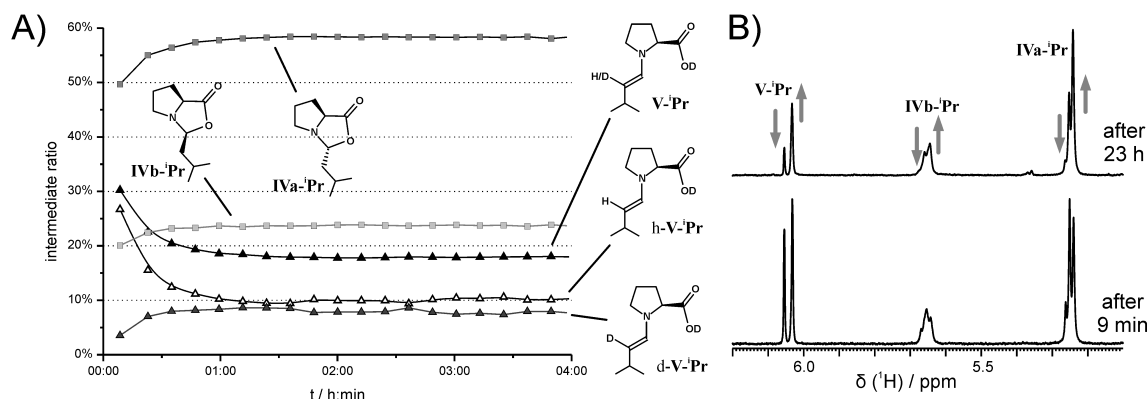 A)
60%
50%
40%
30%
20%
10%
0%
intermediate ratio
00:00
01:00
02:00
03:00
04:00
t / h:min
N
O
O
IVb-ⁱPr
N
O
O
IVa-ⁱPr
N
O
OD
H/D
V-ⁱPr
N
O
OD
H
h-V-ⁱPr
N
O
OD
D
d-V-ⁱPr
B)
V-ⁱPr
IVb-ⁱPr
IVa-ⁱPr
after
23 h
after
9 min
6.0
5.5
δ (¹H) / ppm